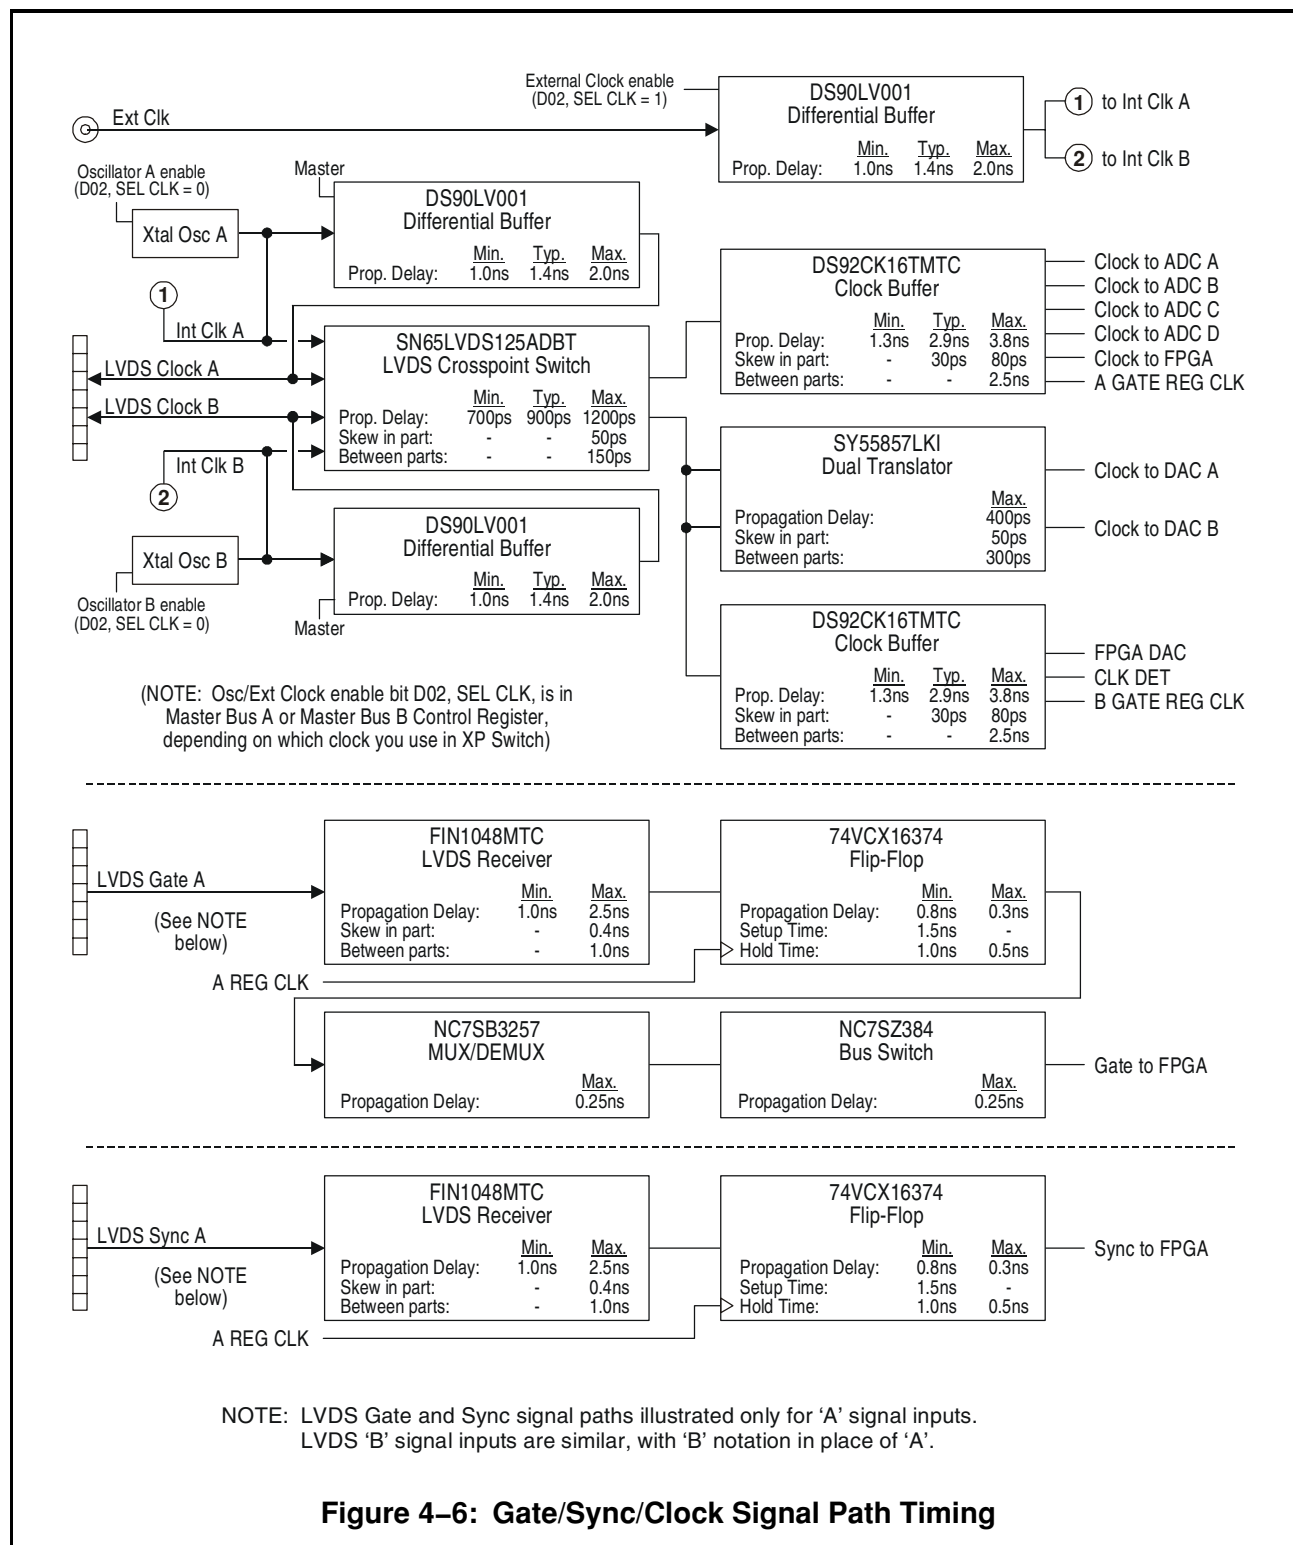 External Clock enable
(D02, SEL CLK = 1)
DS90LV001
Differential Buffer
Min. Typ. Max.
Prop. Delay: 1.0ns 1.4ns 2.0ns
1 to Int Clk A
2 to Int Clk B
Ext Clk
Oscillator A enable
(D02, SEL CLK = 0)
Xtal Osc A
Master
DS90LV001
Differential Buffer
Min. Typ. Max.
Prop. Delay: 1.0ns 1.4ns 2.0ns
1
Int Clk A
LVDS Clock A
LVDS Clock B
Int Clk B
2
SN65LVDS125ADBT
LVDS Crosspoint Switch
Min. Typ. Max.
Prop. Delay: 700ps 900ps 1200ps
Skew in part: - - 50ps
Between parts: - - 150ps
DS92CK16TMTC
Clock Buffer
Min. Typ. Max.
Prop. Delay: 1.3ns 2.9ns 3.8ns
Skew in part: - 30ps 80ps
Between parts: - - 2.5ns
Clock to ADC A
Clock to ADC B
Clock to ADC C
Clock to ADC D
Clock to FPGA
A GATE REG CLK
SY55857LKI
Dual Translator
Max.
Propagation Delay: 400ps
Skew in part: 50ps
Between parts: 300ps
Clock to DAC A
Clock to DAC B
Xtal Osc B
Oscillator B enable
(D02, SEL CLK = 0)
DS90LV001
Differential Buffer
Min. Typ. Max.
Prop. Delay: 1.0ns 1.4ns 2.0ns
Master
DS92CK16TMTC
Clock Buffer
Min. Typ. Max.
Prop. Delay: 1.3ns 2.9ns 3.8ns
Skew in part: - 30ps 80ps
Between parts: - - 2.5ns
FPGA DAC
CLK DET
B GATE REG CLK
(NOTE: Osc/Ext Clock enable bit D02, SEL CLK, is in
Master Bus A or Master Bus B Control Register,
depending on which clock you use in XP Switch)
LVDS Gate A
(See NOTE
below)
A REG CLK
FIN1048MTC
LVDS Receiver
Min. Max.
Propagation Delay: 1.0ns 2.5ns
Skew in part: - 0.4ns
Between parts: - 1.0ns
74VCX16374
Flip-Flop
Min. Max.
Propagation Delay: 0.8ns 0.3ns
Setup Time: 1.5ns -
Hold Time: 1.0ns 0.5ns
NC7SB3257
MUX/DEMUX
Max.
Propagation Delay: 0.25ns
NC7SZ384
Bus Switch
Max.
Propagation Delay: 0.25ns
Gate to FPGA
LVDS Sync A
(See NOTE
below)
A REG CLK
FIN1048MTC
LVDS Receiver
Min. Max.
Propagation Delay: 1.0ns 2.5ns
Skew in part: - 0.4ns
Between parts: - 1.0ns
74VCX16374
Flip-Flop
Min. Max.
Propagation Delay: 0.8ns 0.3ns
Setup Time: 1.5ns -
Hold Time: 1.0ns 0.5ns
Sync to FPGA
NOTE: LVDS Gate and Sync signal paths illustrated only for ‘A’ signal inputs.
LVDS ‘B’ signal inputs are similar, with ‘B’ notation in place of ‘A’.
Figure 4–6: Gate/Sync/Clock Signal Path Timing